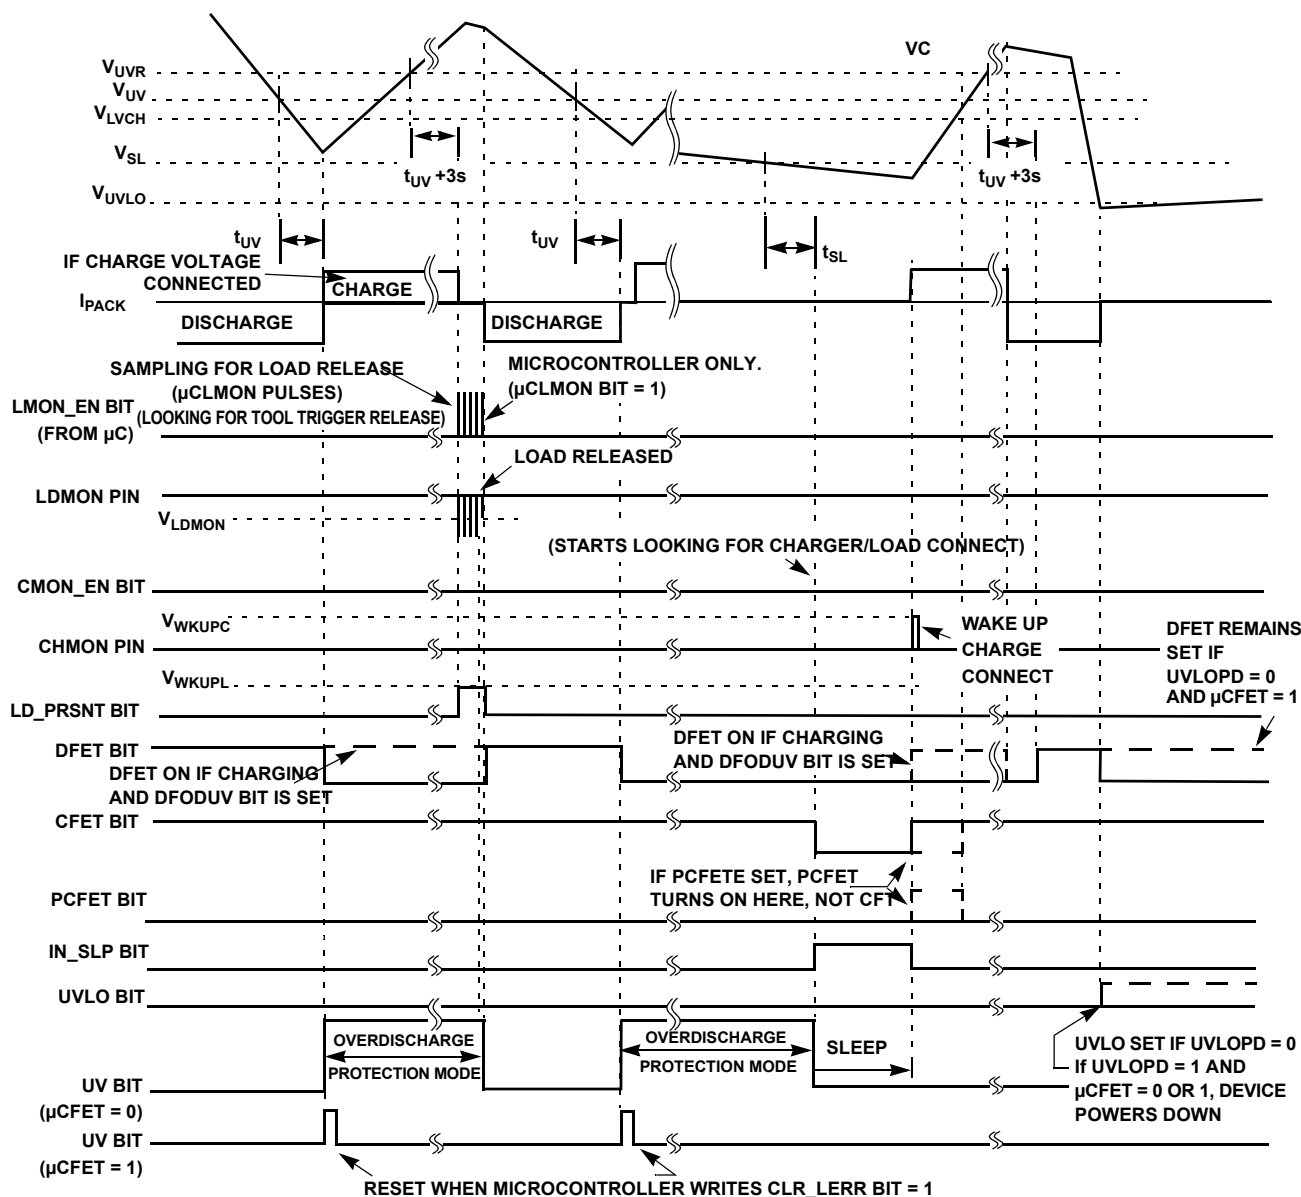 VC
VUVR
VUV
VLVCH
VSL
VUVLO
tUV +3s
tUV +3s
tUV
tUV
tSL
IF CHARGE VOLTAGE
CONNECTED
CHARGE
IPACK
DISCHARGE
DISCHARGE
SAMPLING FOR LOAD RELEASE
(µCLMON PULSES)
(LOOKING FOR TOOL TRIGGER RELEASE)
MICROCONTROLLER ONLY.
(µCLMON BIT = 1)
LMON_EN BIT
(FROM µC)
LOAD RELEASED
LDMON PIN
VLDMON
(STARTS LOOKING FOR CHARGER/LOAD CONNECT)
CMON_EN BIT
VWKUPC
CHMON PIN
WAKE UP
CHARGE
CONNECT
DFET REMAINS
SET IF
UVLOPD = 0
AND µCFET = 1
VWKUPL
LD_PRSNT BIT
DFET BIT
DFET ON IF CHARGING
AND DFODUV BIT IS SET
DFET ON IF CHARGING
AND DFODUV BIT IS SET
CFET BIT
IF PCFETE SET, PCFET
TURNS ON HERE, NOT CFT
PCFET BIT
IN_SLP BIT
UVLO BIT
OVERDISCHARGE
PROTECTION MODE
OVERDISCHARGE
PROTECTION MODE
SLEEP
UVLO SET IF UVLOPD = 0
If UVLOPD = 1 AND
µCFET = 0 OR 1, DEVICE
POWERS DOWN
UV BIT
(µCFET = 0)
UV BIT
(µCFET = 1)
RESET WHEN MICROCONTROLLER WRITES CLR_LERR BIT = 1